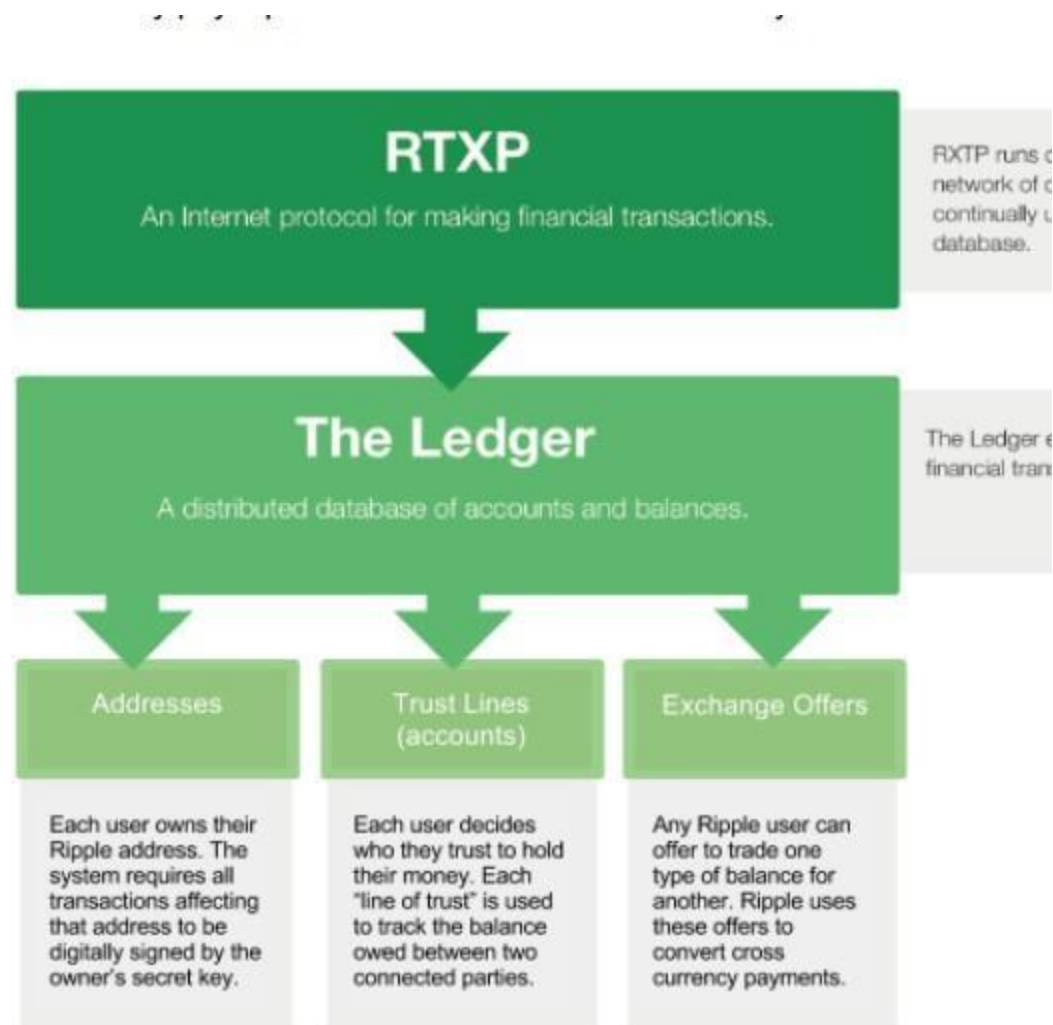 RTXP
An Internet protocol for making financial transactions.
RXTP runs
network of
continually
database.
The Ledger
A distributed database of accounts and balances.
The Ledger
financial
Addresses
Trust Lines
(accounts)
Exchange Offers
Each user owns their
Ripple address. The
system requires all
transactions affecting
that address to be
digitally signed by the
owner's secret key.
Each user decides
who they trust to hold
their money. Each
"line of trust" is used
to track the balance
owed between two
connected parties.
Any Ripple user can
offer to trade one
type of balance for
another. Ripple uses
these offers to
convert cross
currency payments.